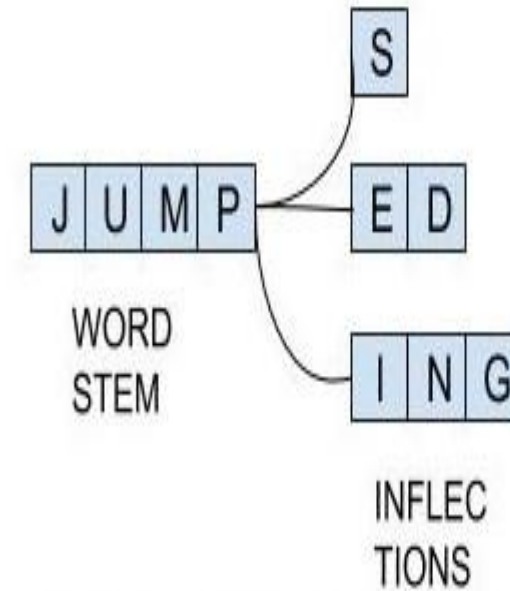 S
JUMP
ED
WORD
STEM
ING
INFLEC
TIONS